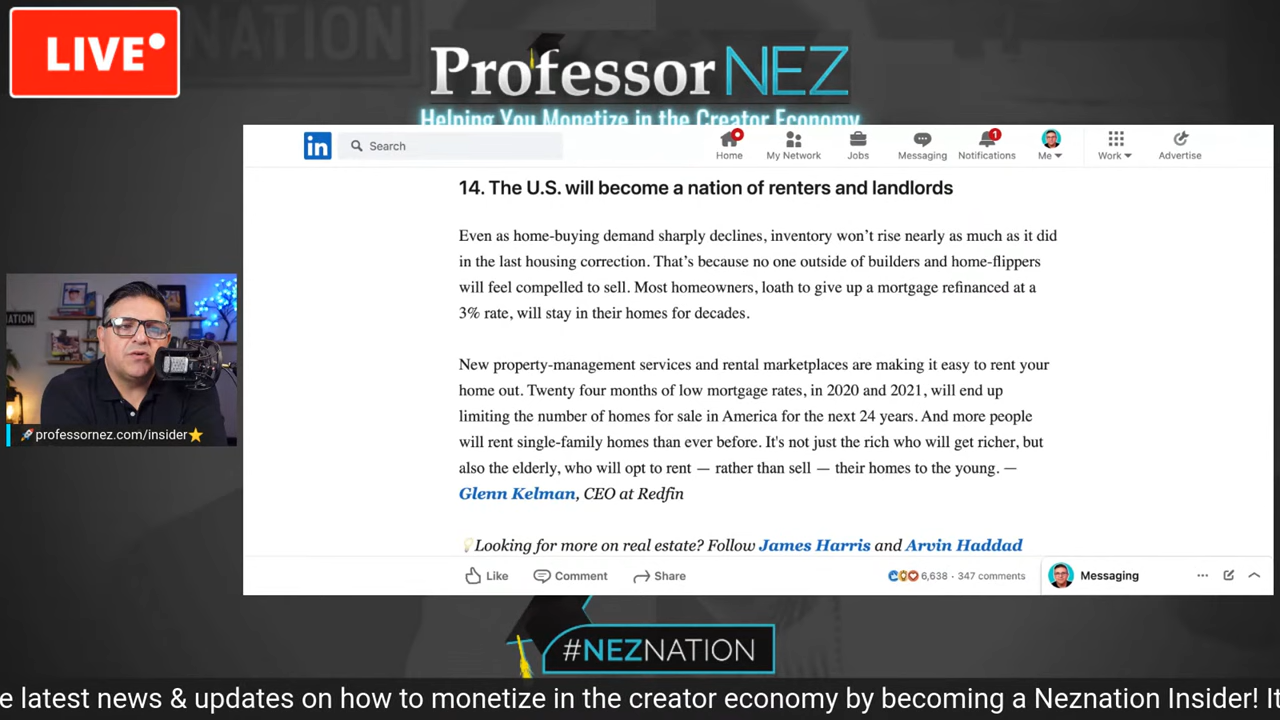 LIVE
NATION
Professor NEZ
Helping You Monetize in the Creator Economy
in
Search
Home
My Network
Jobs
Messaging
1
Notifications
Me
Work
Advertise
14. The U.S. will become a nation of renters and landlords
Even as home-buying demand sharply declines, inventory won’t rise nearly as much as it did
in the last housing correction. That’s because no one outside of builders and home-flippers
will feel compelled to sell. Most homeowners, loath to give up a mortgage refinanced at a
3% rate, will stay in their homes for decades.
New property-management services and rental marketplaces are making it easy to rent your
home out. Twenty four months of low mortgage rates, in 2020 and 2021, will end up
limiting the number of homes for sale in America for the next 24 years. And more people
will rent single-family homes than ever before. It's not just the rich who will get richer, but
also the elderly, who will opt to rent — rather than sell — their homes to the young. —
Glenn Kelman, CEO at Redfin
💡Looking for more on real estate? Follow James Harris and Arvin Haddad
Like
Comment
Share
6,638 · 347 comments
Messaging
NATION
🚀professornez.com/insider⭐
#NEZNATION
e latest news & updates on how to monetize in the creator economy by becoming a Neznation Insider! It